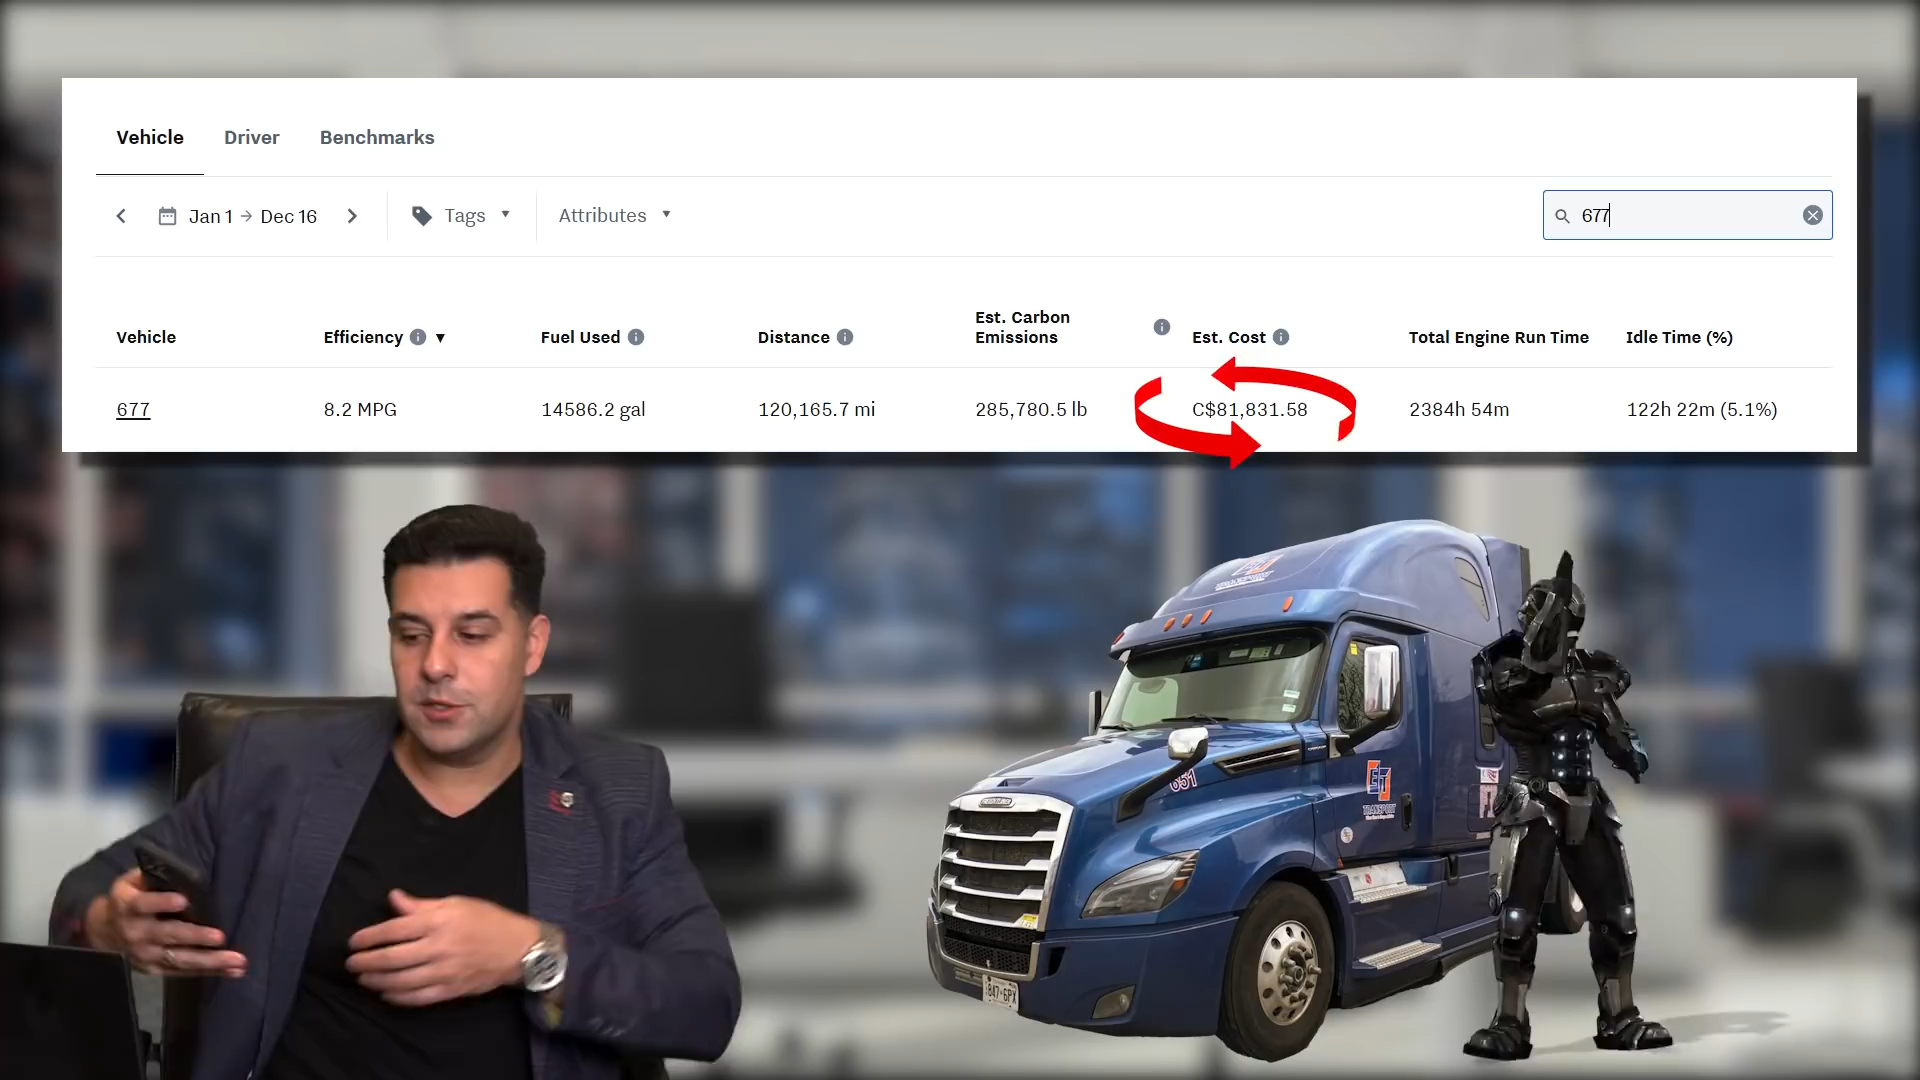 Vehicle Driver Benchmarks
Jan 1 → Dec 16 Tags Attributes 677
Vehicle Efficiency Fuel Used Distance Est. Carbon Emissions Est. Cost Total Engine Run Time Idle Time (%)
677 8.2 MPG 14586.2 gal 120,165.7 mi 285,780.5 lb C$81,831.58 2384h 54m 122h 22m (5.1%)
651
TRANSPORT